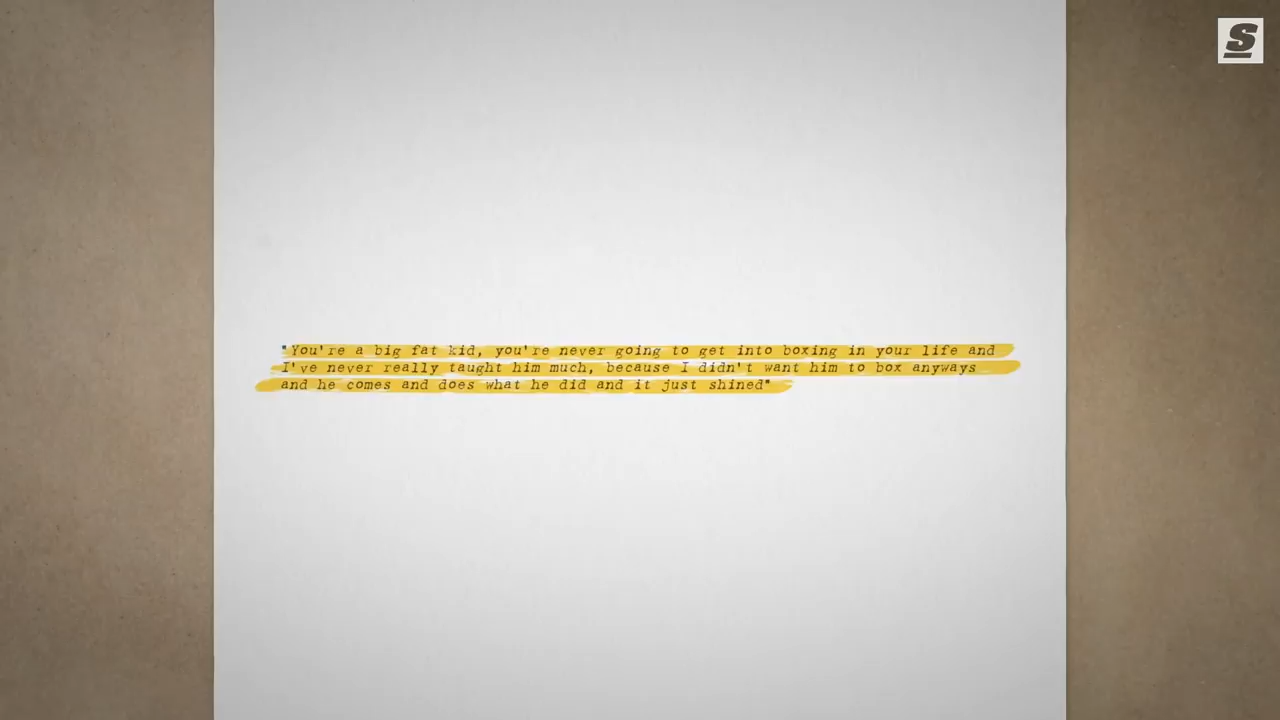 S
"You're a big fat kid, you're never going to get into boxing in your life and
I've never really taught him much, because I didn't want him to box anyways
and he comes and does what he did and it just shined"